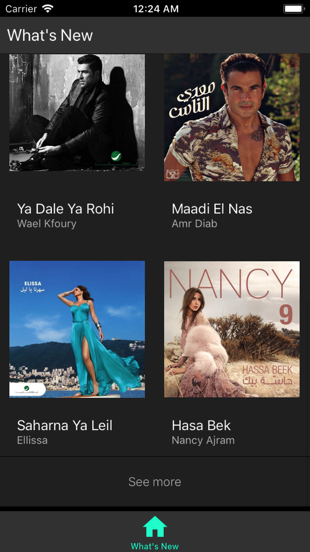 Carrier
12:24 AM
What's New
معدي
الناس
Ya Dale Ya Rohi
Wael Kfoury
Maadi El Nas
Amr Diab
ELISSA
سهرنا يا ليل
NANCY
9
HASSA BEEK
حاسة بيك
Saharna Ya Leil
Ellissa
Hasa Bek
Nancy Ajram
See more
What's New